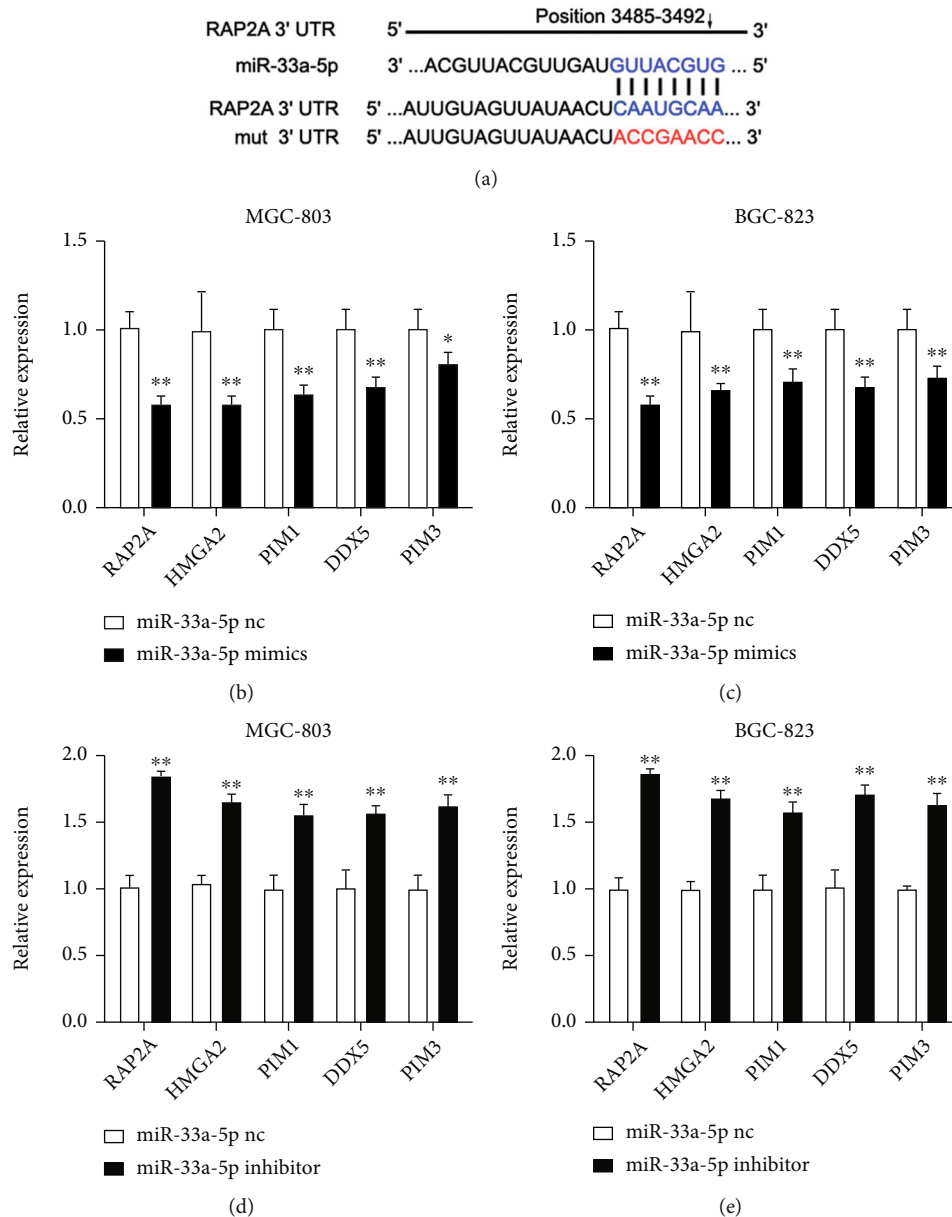 Position 3485-3492
RAP2A 3' UTR 5' 3'
miR-33a-5p 3' ...ACGUUACGUUGAUGUUACGUG ... 5'
RAP2A 3' UTR 5' ...AUUGUAGUUAUAACUCAAUGCAA... 3'
mut 3' UTR 5' ...AUUGUAGUUAUAACUACCGAACC... 3'
(a)
MGC-803
Relative expression
1.5
1.0
0.5
0.0
** ** ** ** *
RAP2A HMGA2 PIM1 DDX5 PIM3
miR-33a-5p nc
miR-33a-5p mimics
(b)
BGC-823
Relative expression
1.5
1.0
0.5
0.0
** ** ** ** **
RAP2A HMGA2 PIM1 DDX5 PIM3
miR-33a-5p nc
miR-33a-5p mimics
(c)
MGC-803
Relative expression
2.0
1.5
1.0
0.5
0.0
** ** ** ** **
RAP2A HMGA2 PIM1 DDX5 PIM3
miR-33a-5p nc
miR-33a-5p inhibitor
(d)
BGC-823
Relative expression
2.0
1.5
1.0
0.5
0.0
** ** ** ** **
RAP2A HMGA2 PIM1 DDX5 PIM3
miR-33a-5p nc
miR-33a-5p inhibitor
(e)